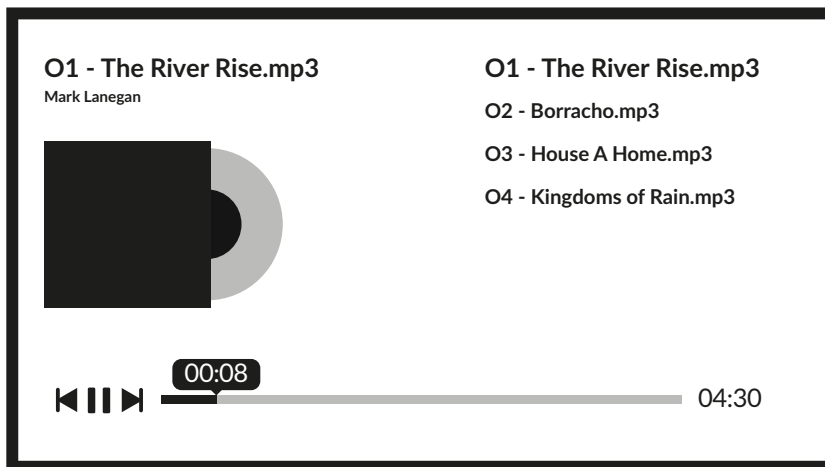 O1 - The River Rise.mp3
Mark Lanegan
O1 - The River Rise.mp3
O2 - Borracho.mp3
O3 - House A Home.mp3
O4 - Kingdoms of Rain.mp3
00:08
04:30